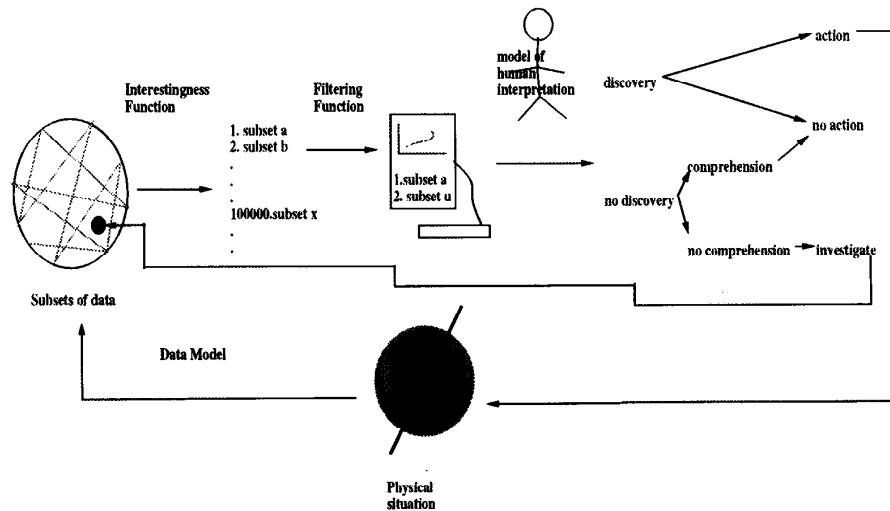 Interestingness
Function
Filtering
Function
model of
human
interpretation
discovery
action
no action
1. subset a
2. subset b
.
.
.
.
100000.subset x
.
.
1.subset a
2. subset u
comprehension
no discovery
no comprehension
investigate
Subsets of data
Data Model
Physical
situation